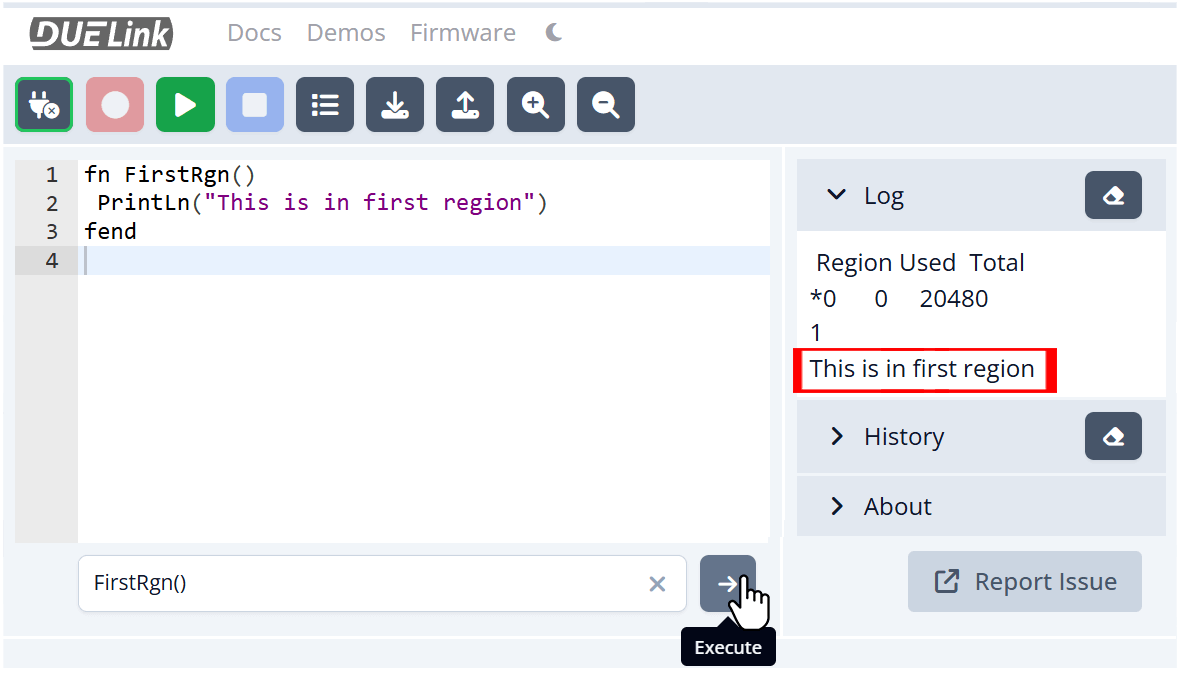 DUELink Docs Demos Firmware
1 fn FirstRgn()
2 PrintLn("This is in first region")
3 fend
4
FirstRgn()
Execute
Log
Region Used Total
*0 0 20480
1
This is in first region
History
About
Report Issue